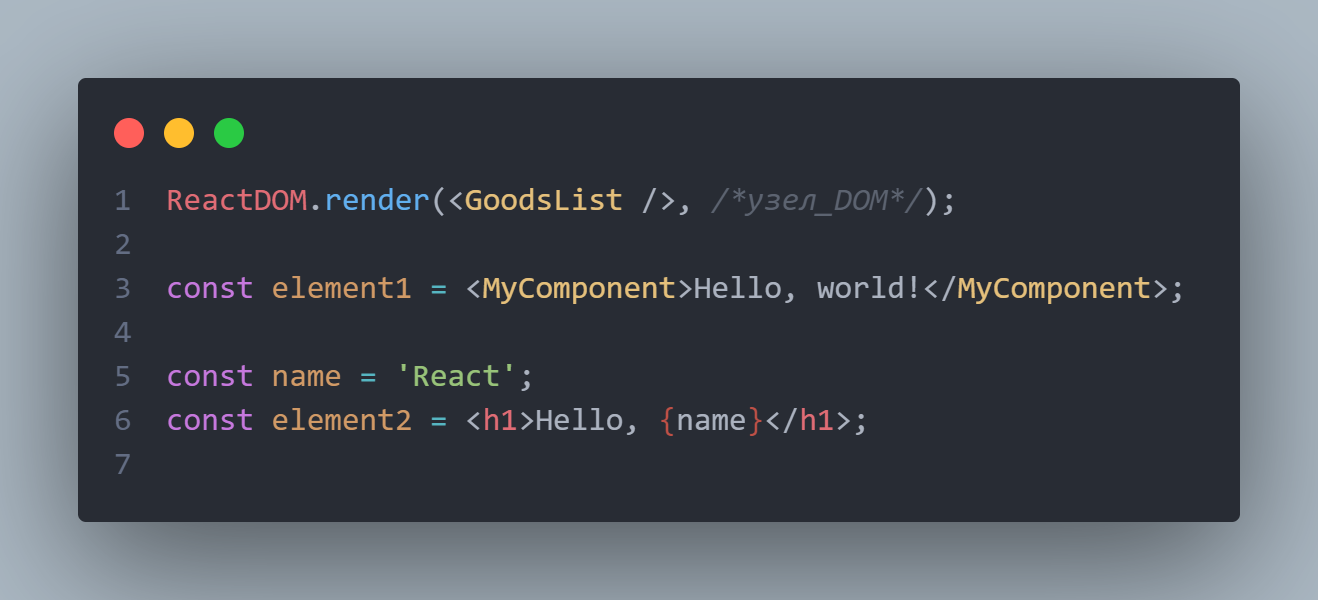 1 ReactDOM.render(<GoodsList />, /*узел_DOM*/);
2
3 const element1 = <MyComponent>Hello, world!</MyComponent>;
4
5 const name = 'React';
6 const element2 = <h1>Hello, {name}</h1>;
7